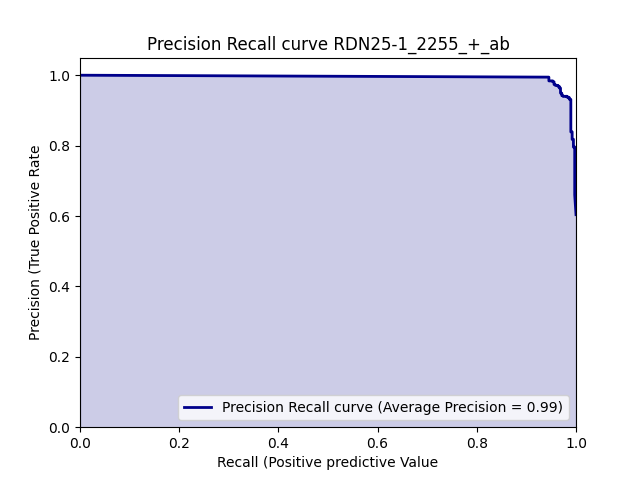 Precision Recall curve RDN25-1_2255_+_ab
Precision (True Positive Rate
1.0
0.8
0.6
0.4
0.2
0.0
Precision Recall curve (Average Precision = 0.99)
0.0 0.2 0.4 0.6 0.8 1.0
Recall (Positive predictive Value